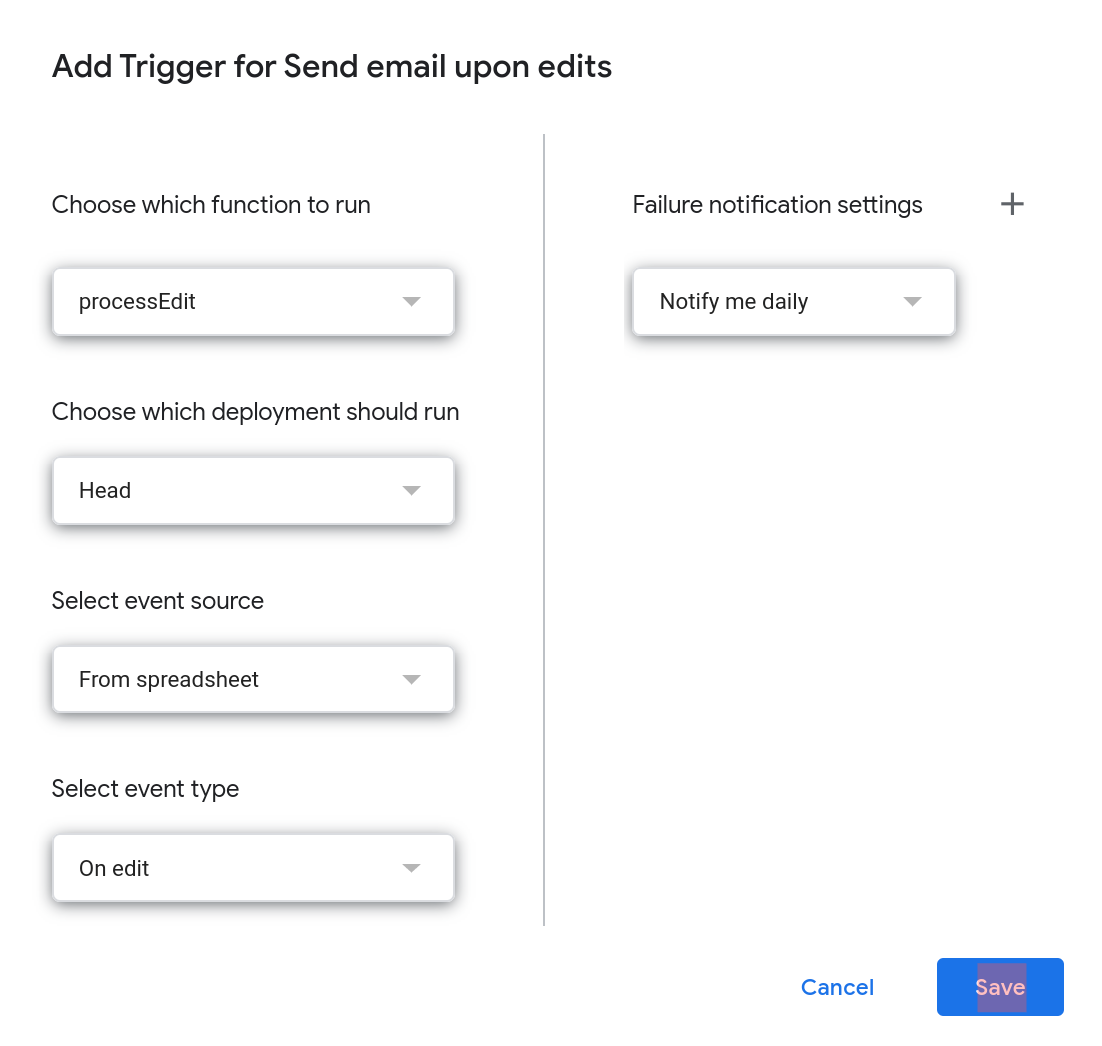 Add Trigger for Send email upon edits
Choose which function to run
processEdit
Choose which deployment should run
Head
Select event source
From spreadsheet
Select event type
On edit
Failure notification settings
Notify me daily
Cancel
Save